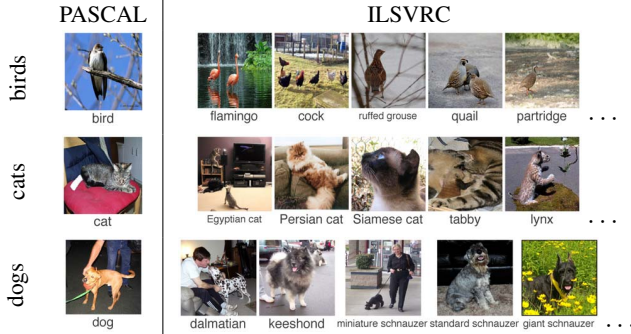 PASCAL ILSVRC
birds
bird flamingo cock ruffed grouse quail partridge ...
cats
cat Egyptian cat Persian cat Siamese cat tabby lynx ...
dogs
dog dalmatian keeshond miniature schnauzer standard schnauzer giant schnauzer ...